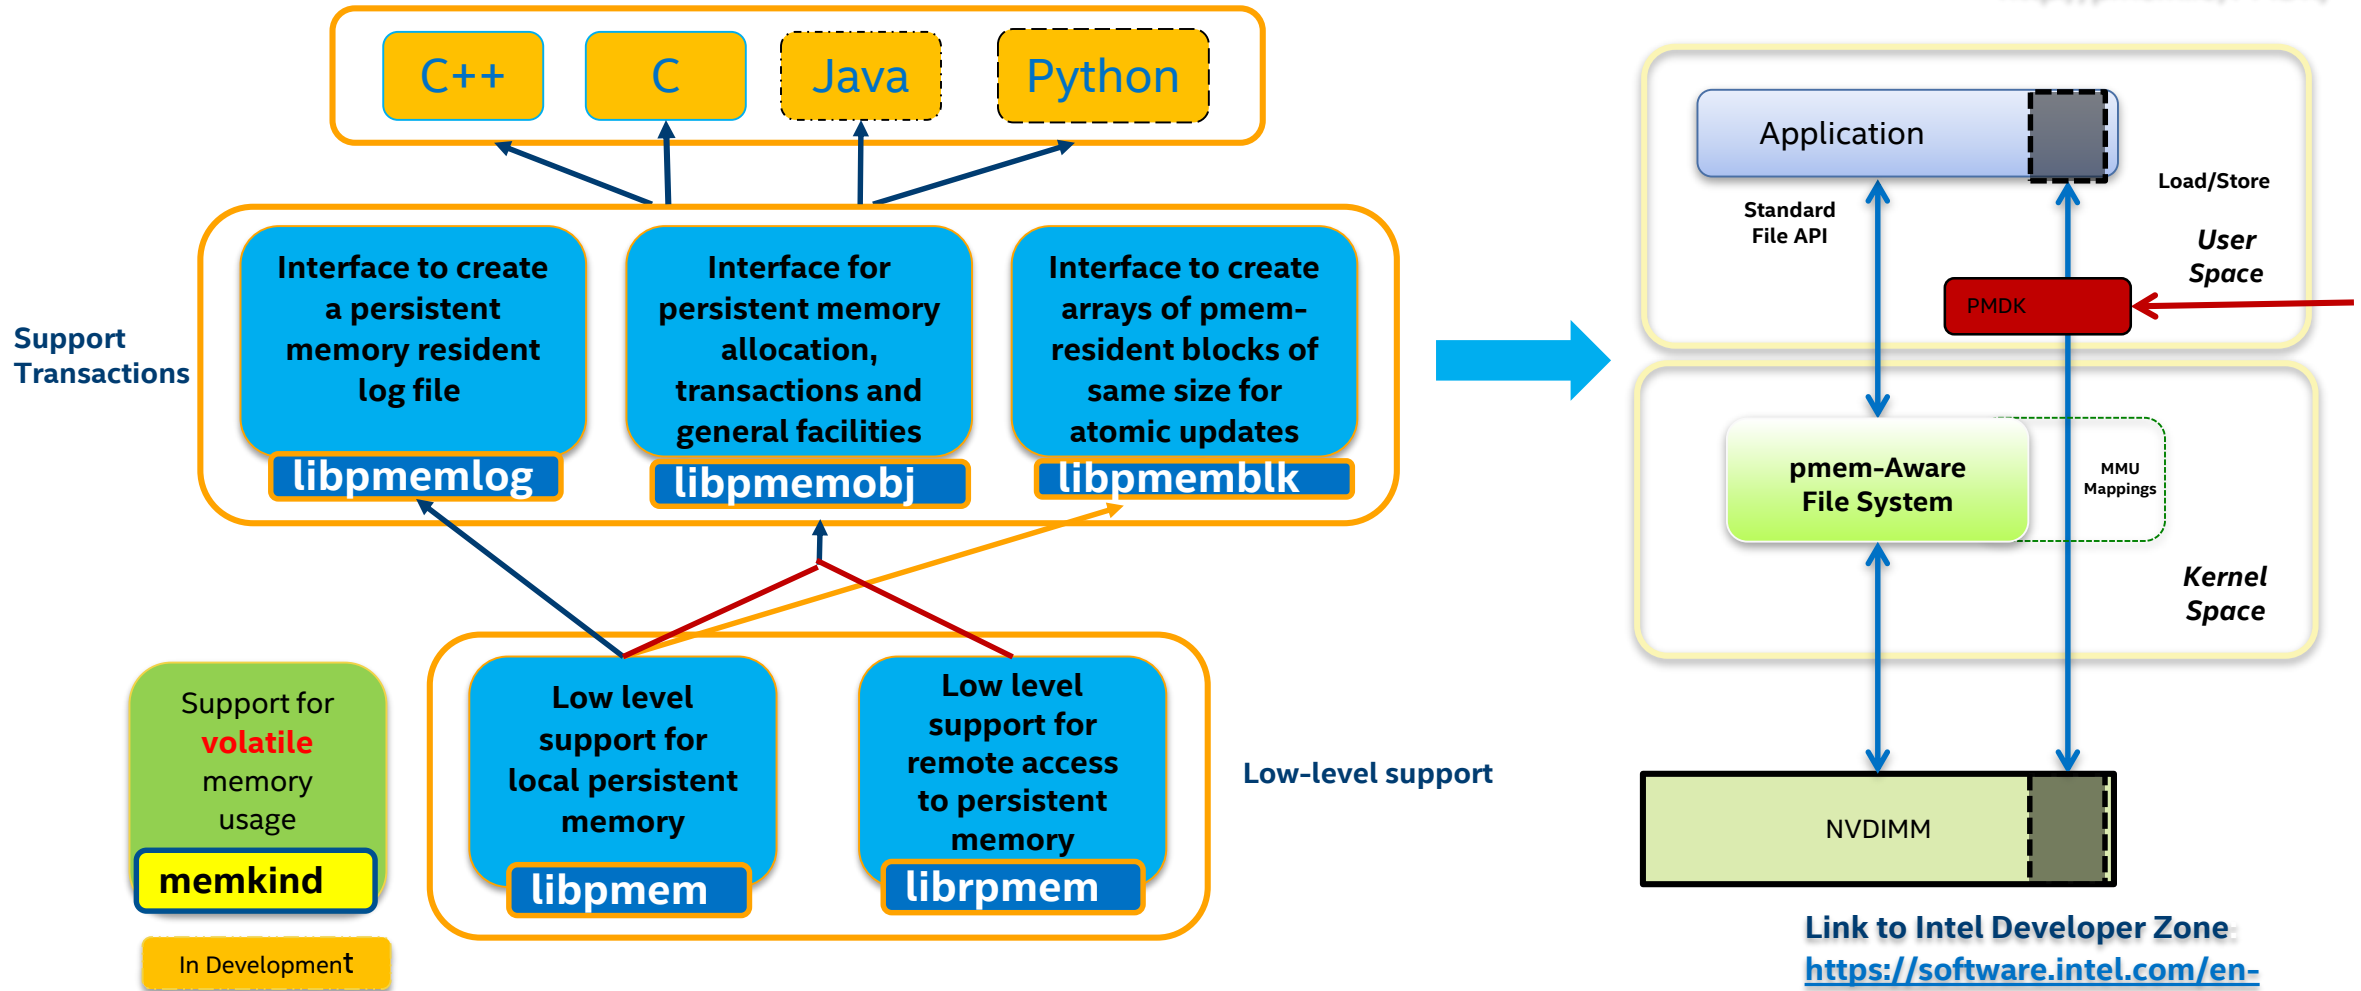 C++
C
Java
Python
Support
Transactions
Interface to create
a persistent
memory resident
log file
libpmemlog
Interface for
persistent memory
allocation,
transactions and
general facilities
libpmemobj
Interface to create
arrays of pmem-
resident blocks of
same size for
atomic updates
libpmemblk
Support for
volatile
memory
usage
memkind
In Development
Low level
support for
local persistent
memory
libpmem
Low level
support for
remote access
to persistent
memory
librpmem
Low-level support
Application
Load/Store
Standard
File API
User
Space
PMDK
pmem-Aware
File System
MMU
Mappings
Kernel
Space
NVDIMM
Link to Intel Developer Zone:
https://software.intel.com/en-